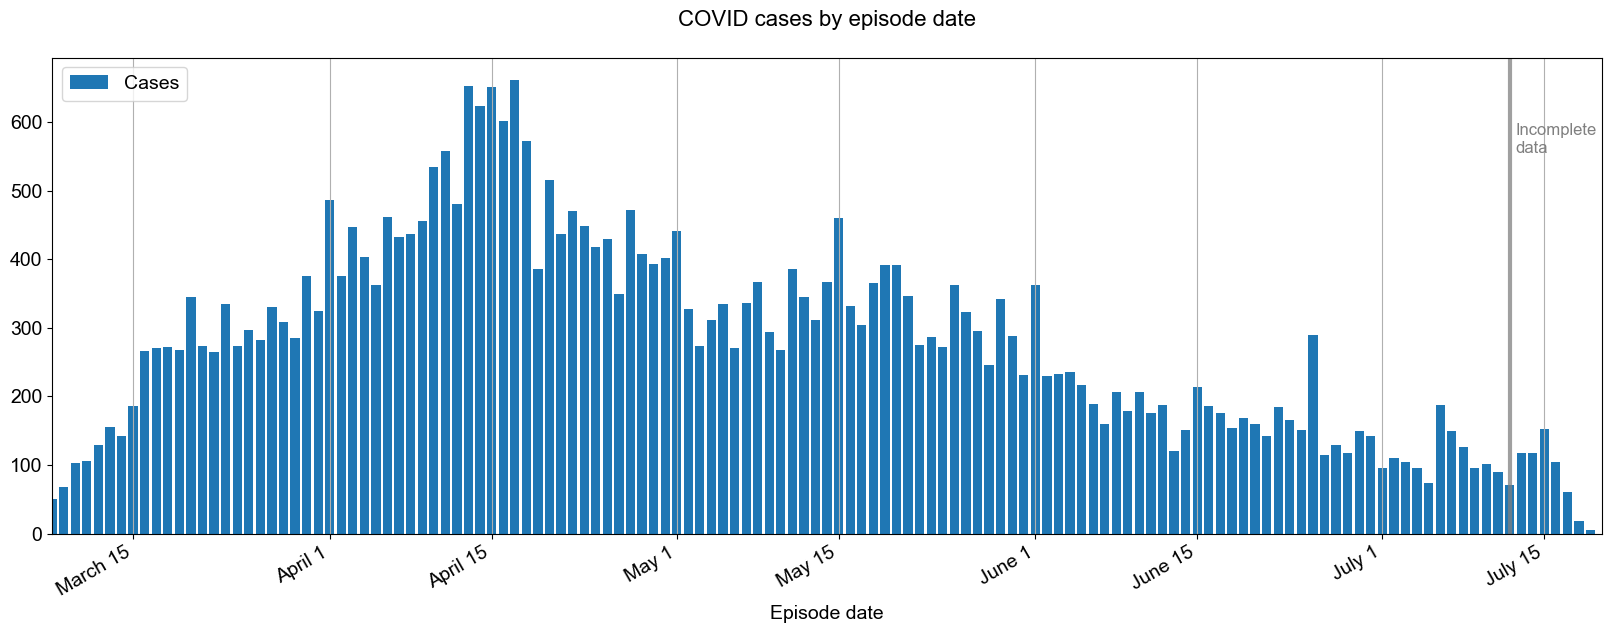 COVID cases by episode date
Cases
600
500
400
300
200
100
0
Incomplete
data
March 15
April 1
April 15
May 1
May 15
June 1
June 15
July 1
July 15
Episode date